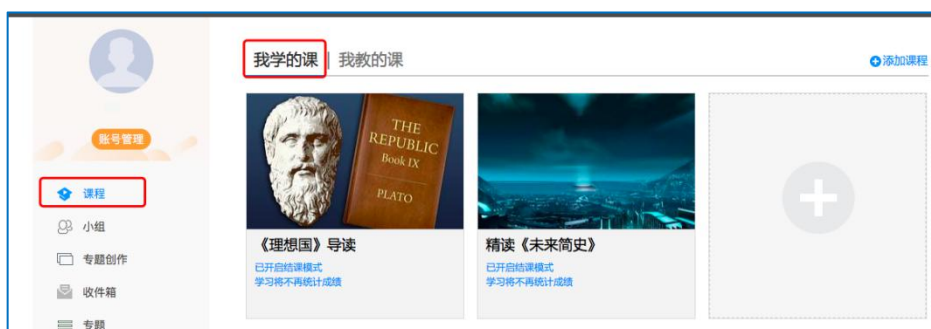 我学的课 | 我教的课
添加课程
账号管理
课程
小组
专题创作
收件箱
专题
THE
REPUBLIC
Book IX
PLATO
《理想国》导读
已开启结课模式
学习将不再统计成绩
精读《未来简史》
已开启结课模式
学习将不再统计成绩